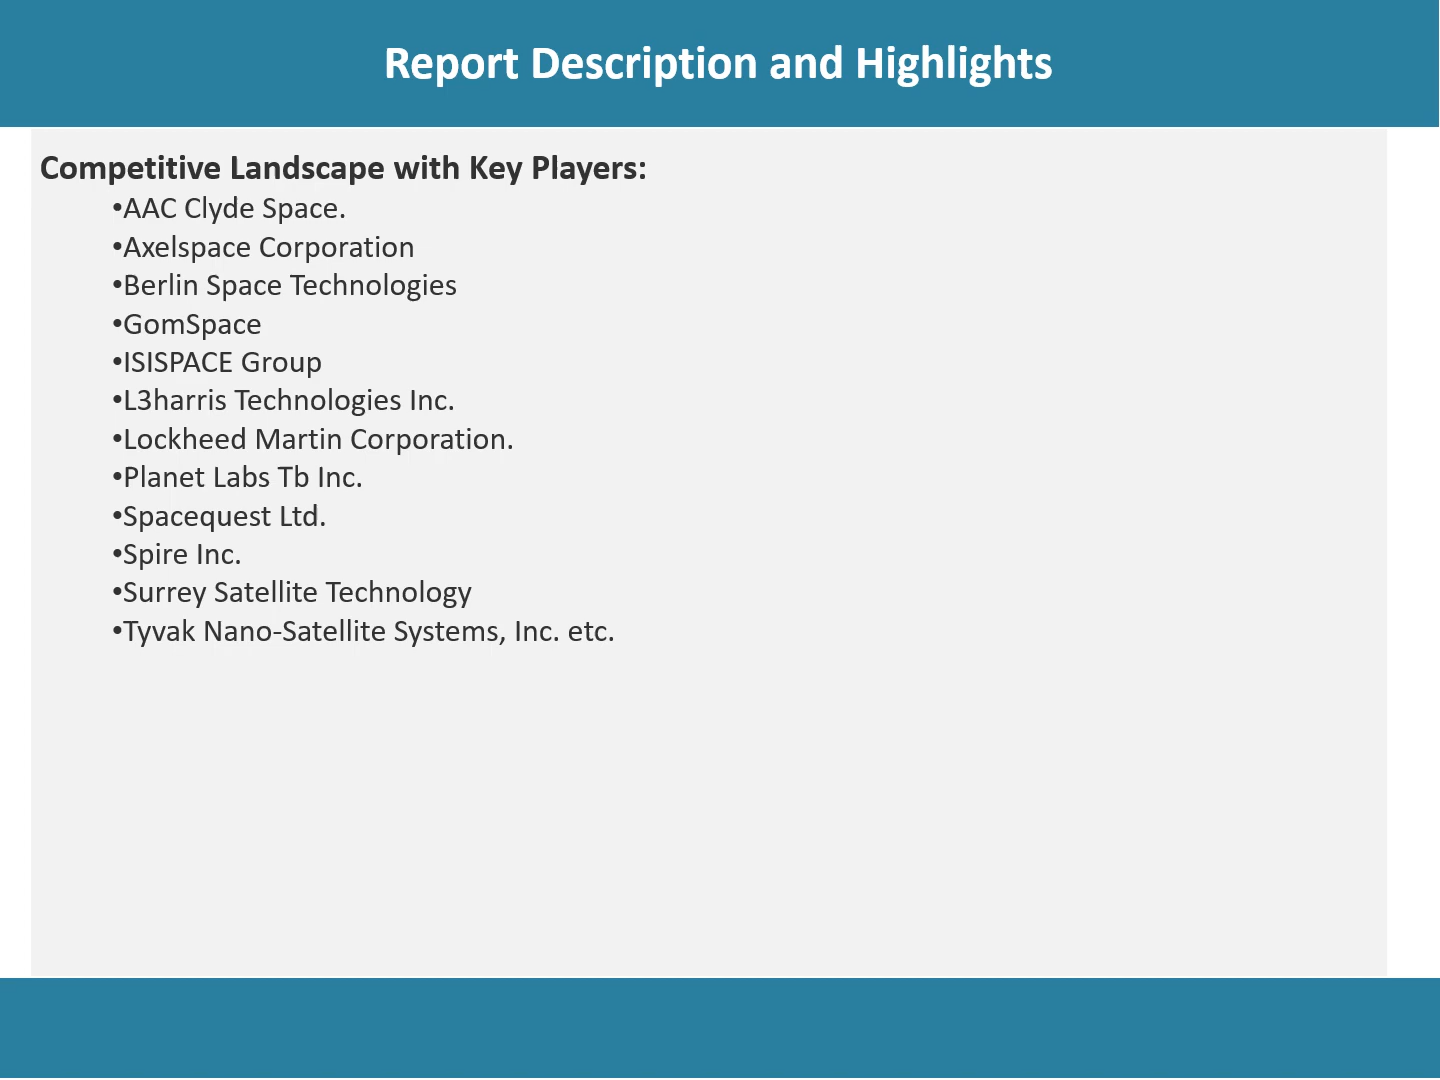 Report Description and Highlights
Competitive Landscape with Key Players:
•AAC Clyde Space.
•Axelspace Corporation
•Berlin Space Technologies
•GomSpace
•ISISPACE Group
•L3harris Technologies Inc.
•Lockheed Martin Corporation.
•Planet Labs Tb Inc.
•Spacequest Ltd.
•Spire Inc.
•Surrey Satellite Technology
•Tyvak Nano-Satellite Systems, Inc. etc.